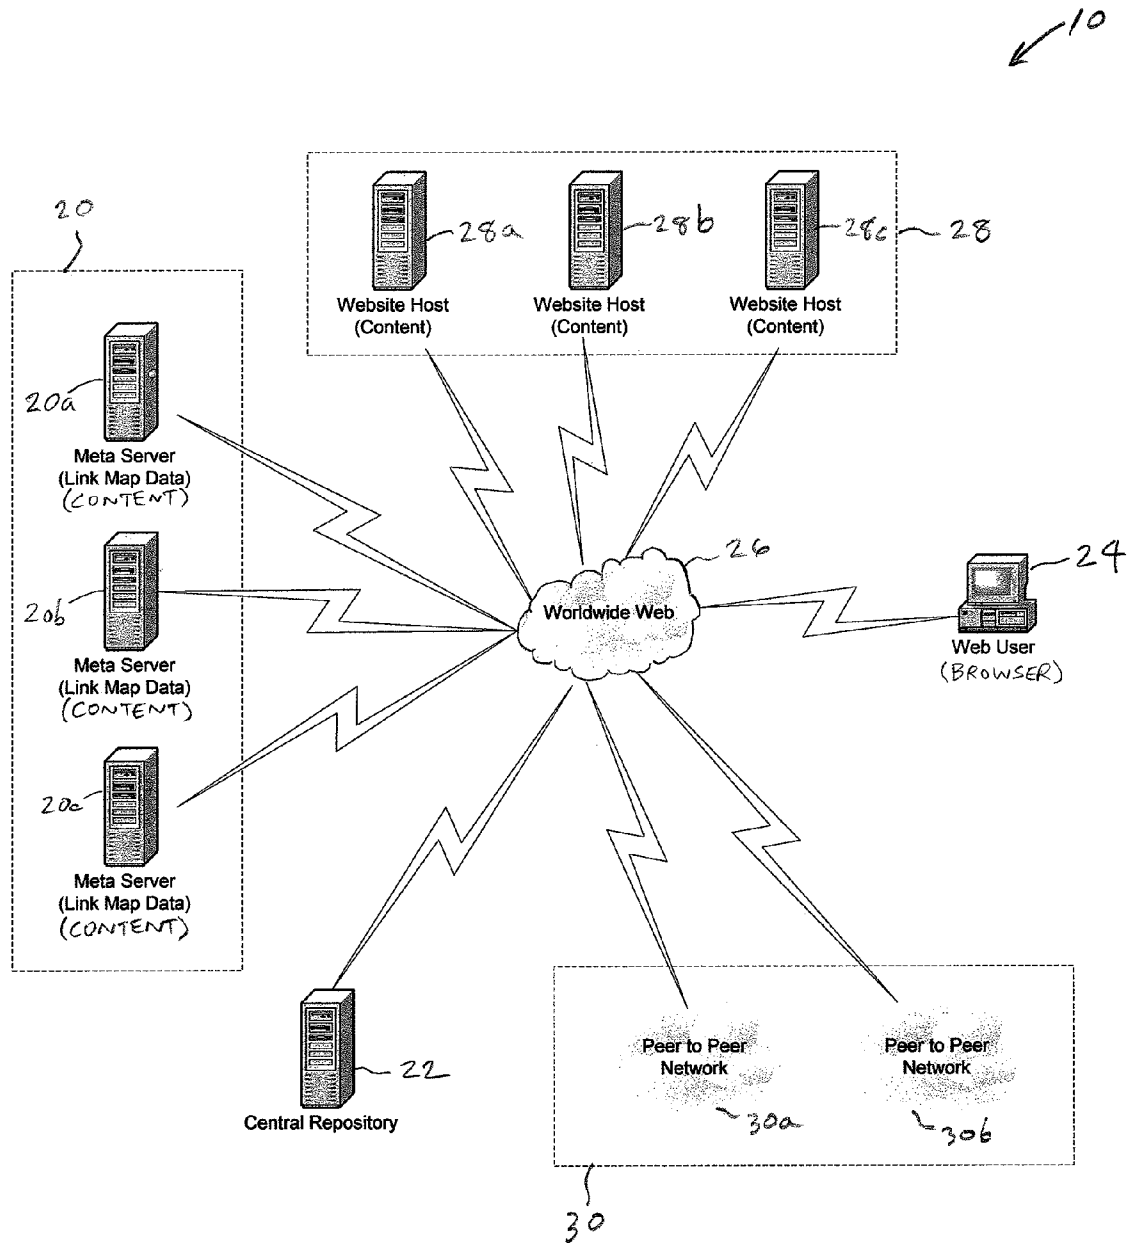 10
20
28a
28b
28c
28
Website Host
(Content)
Website Host
(Content)
Website Host
(Content)
20a
Meta Server
(Link Map Data)
(CONTENT)
26
24
Worldwide Web
20b
Web User
(BROWSER)
Meta Server
(Link Map Data)
(CONTENT)
20c
Meta Server
(Link Map Data)
(CONTENT)
22
Central Repository
Peer to Peer
Network
Peer to Peer
Network
30a
30b
30